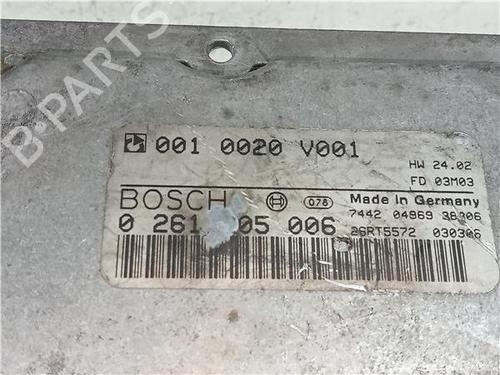 B-PARTS
001 0020 V001
HW 24.02
FD 03M03
BOSCH
078
Made in Germany
7442 04969 38306
0 261 05 006
26RT5572 030306